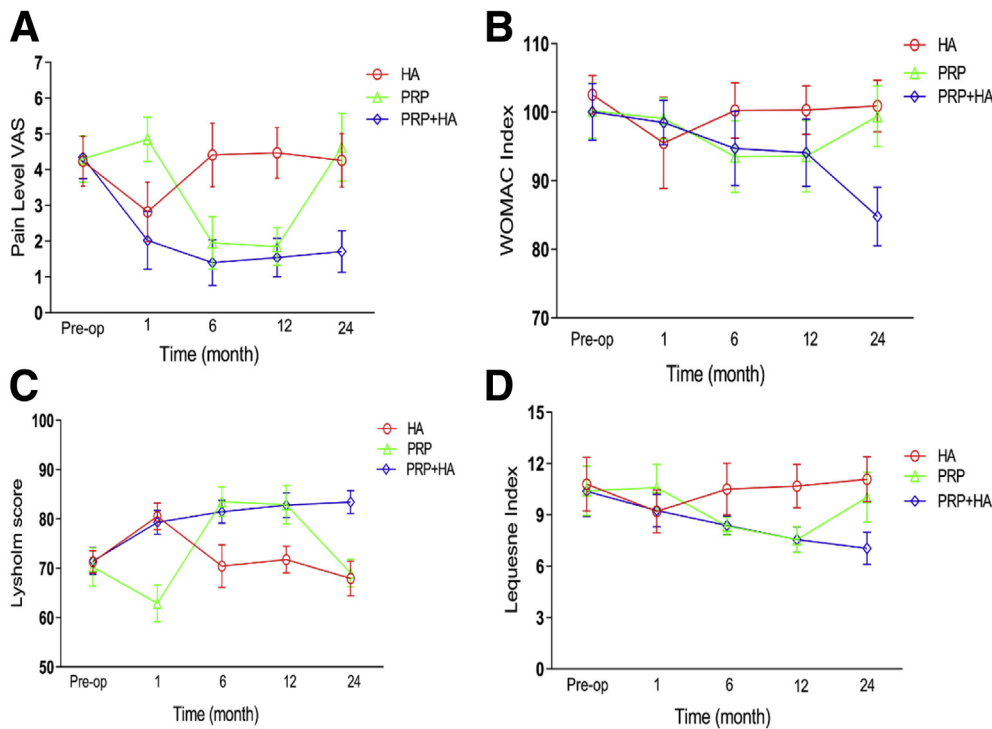 A
Pain Level VAS
7
6
5
4
3
2
1
0
Pre-op 1 6 12 24
Time (month)
HA
PRP
PRP+HA
B
WOMAC Index
110
100
90
80
70
Pre-op 1 6 12 24
Time (month)
HA
PRP
PRP+HA
C
Lysholm score
100
90
80
70
60
50
Pre-op 1 6 12 24
Time (month)
HA
PRP
PRP+HA
D
Lequesne Index
15
12
9
6
3
0
Pre-op 1 6 12 24
Time (month)
HA
PRP
PRP+HA